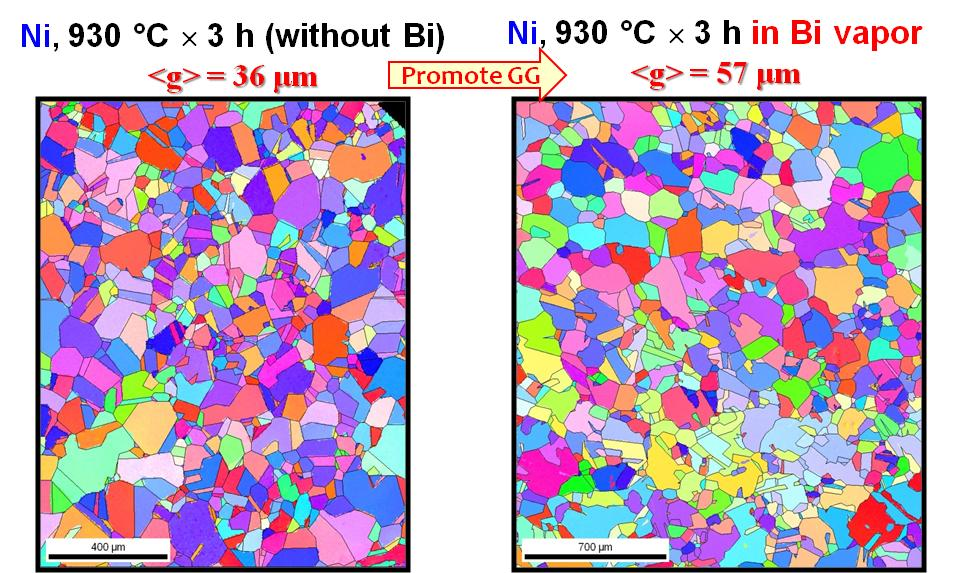 Ni, 930 °C × 3 h (without Bi)
<g> = 36 μm
Promote GG
Ni, 930 °C × 3 h in Bi vapor
<g> = 57 μm
400 μm
700 μm